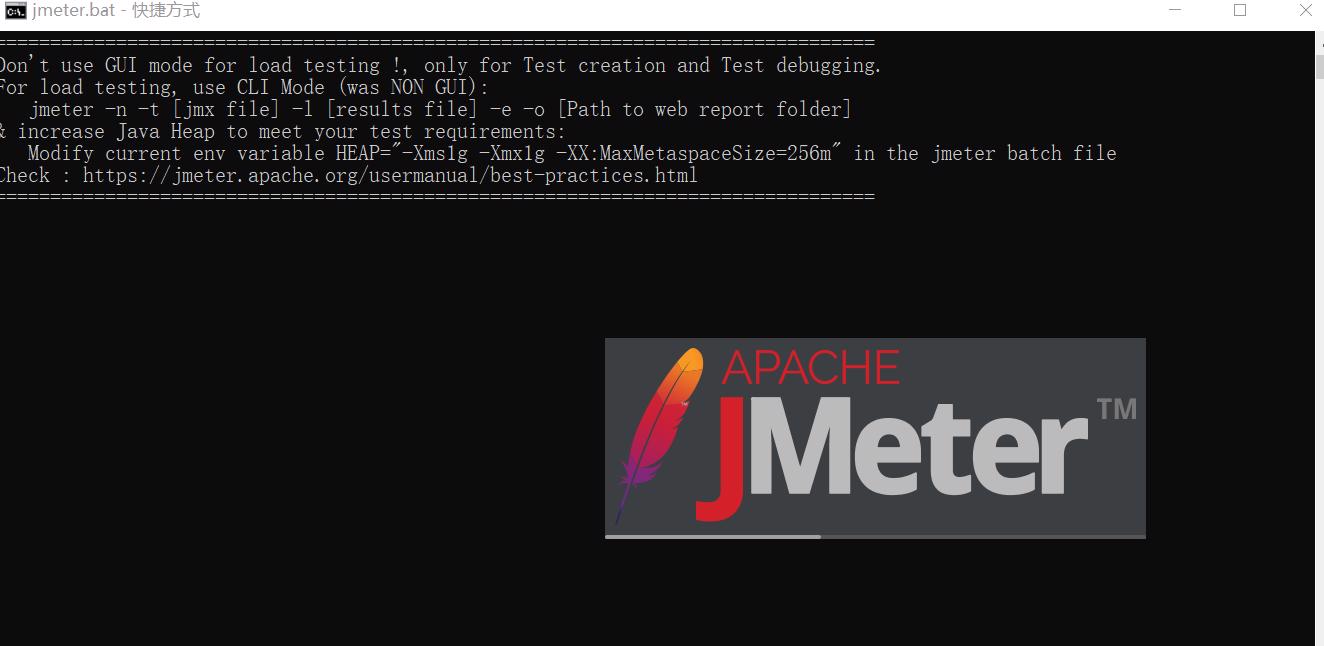 jmeter.bat - 快捷方式
================================================================================
Don't use GUI mode for load testing !, only for Test creation and Test debugging.
For load testing, use CLI Mode (was NON GUI):
   jmeter -n -t [jmx file] -l [results file] -e -o [Path to web report folder]
& increase Java Heap to meet your test requirements:
   Modify current env variable HEAP="-Xms1g -Xmx1g -XX:MaxMetaspaceSize=256m" in the jmeter batch file
Check : https://jmeter.apache.org/usermanual/best-practices.html
================================================================================
APACHE
JMeter TM